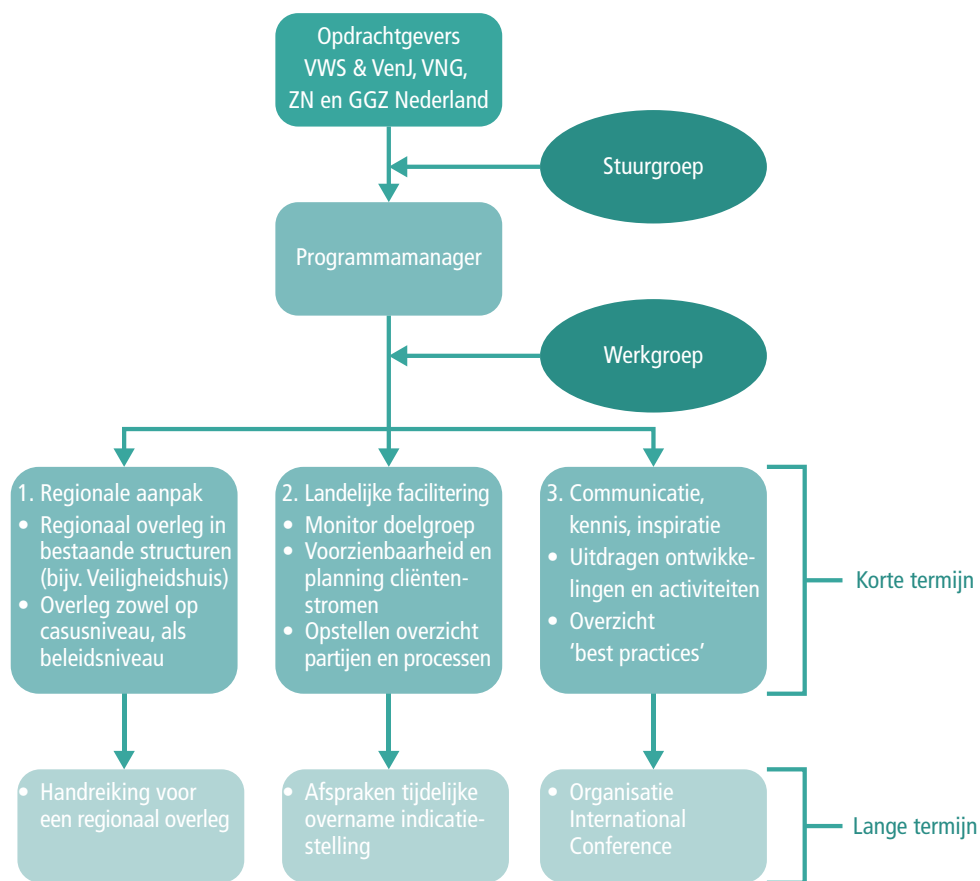 Opdrachtgevers
VWS & VenJ, VNG,
ZN en GGZ Nederland
Stuurgroep
Programmamanager
Werkgroep
1. Regionale aanpak
• Regionaal overleg in
bestaande structuren
(bijv. Veiligheidshuis)
• Overleg zowel op
casusniveau, als
beleidsniveau
2. Landelijke facilitering
• Monitor doelgroep
• Voorzienbaarheid en
planning cliënten-
stromen
• Opstellen overzicht
partijen en processen
3. Communicatie,
kennis, inspiratie
• Uitdragen ontwikke-
lingen en activiteiten
• Overzicht
‘best practices’
Korte termijn
• Handreiking voor
een regionaal overleg
• Afspraken tijdelijke
overname indicatie-
stelling
• Organisatie
International
Conference
Lange termijn